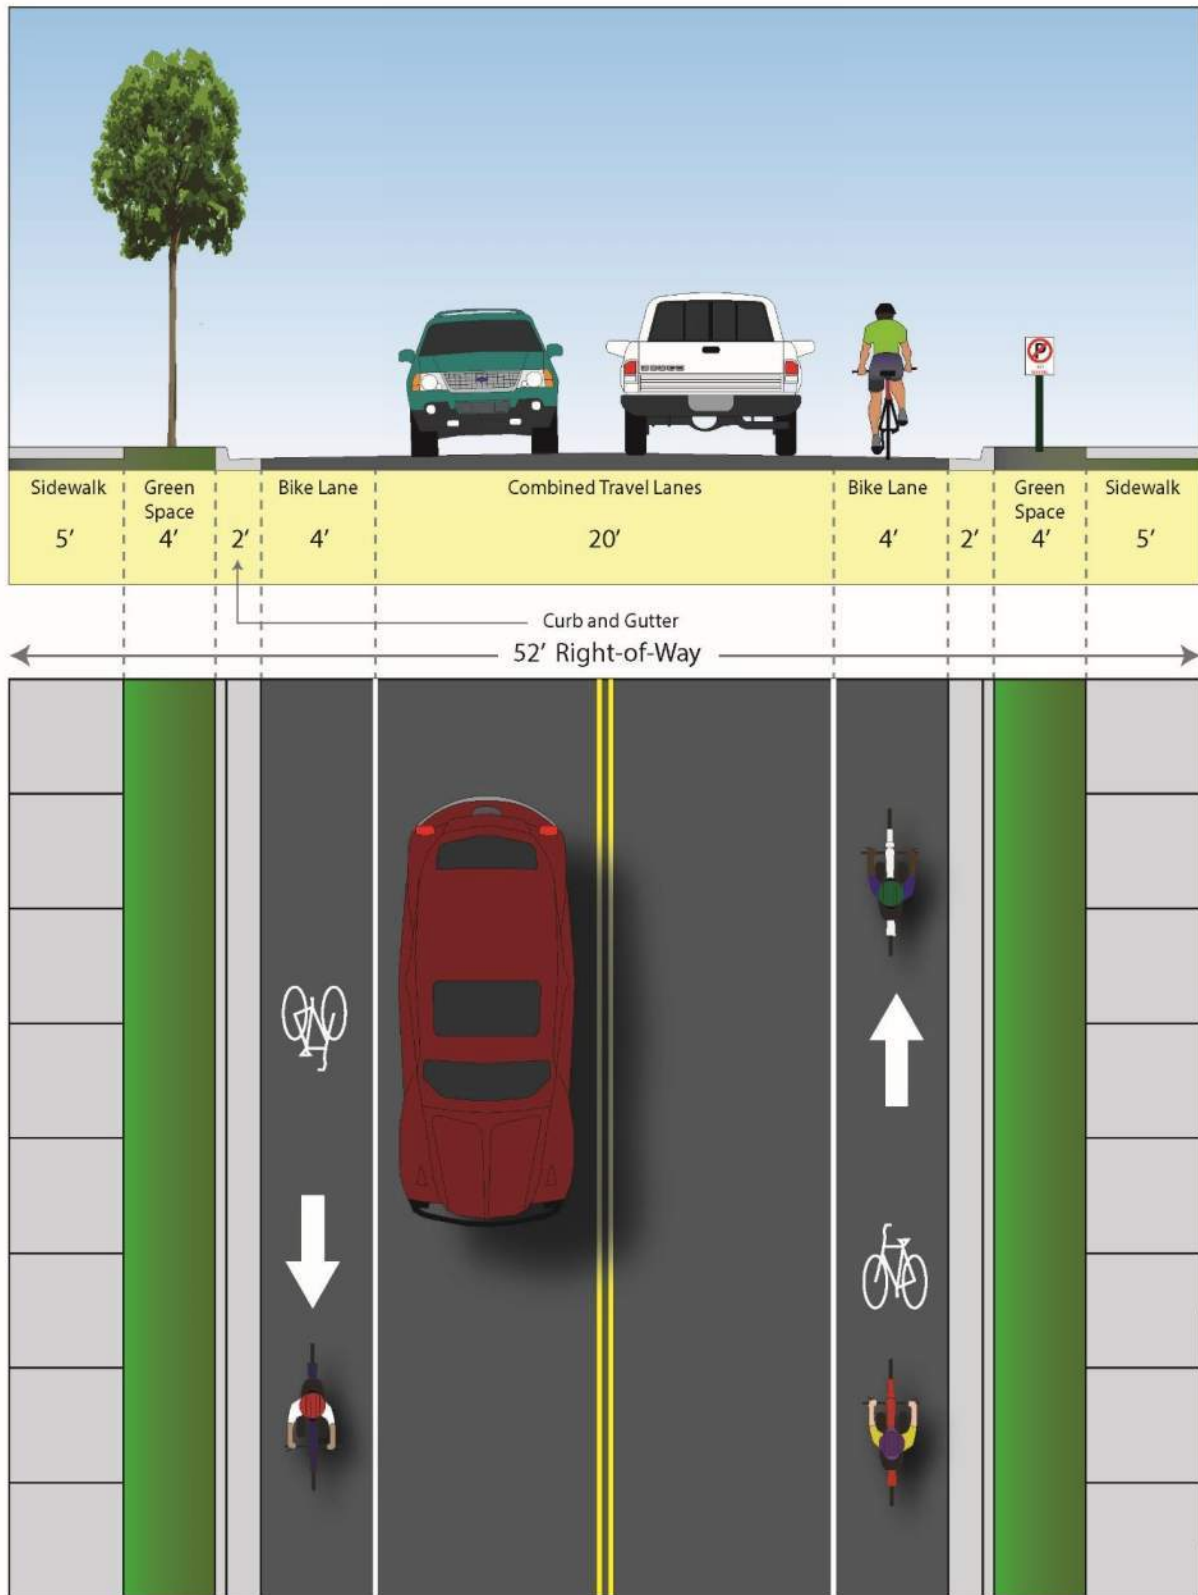 DODGE
P
Sidewalk
5'
Green
Space
4'
2'
Bike Lane
4'
Combined Travel Lanes
20'
Bike Lane
4'
2'
Green
Space
4'
Sidewalk
5'
Curb and Gutter
52' Right-of-Way